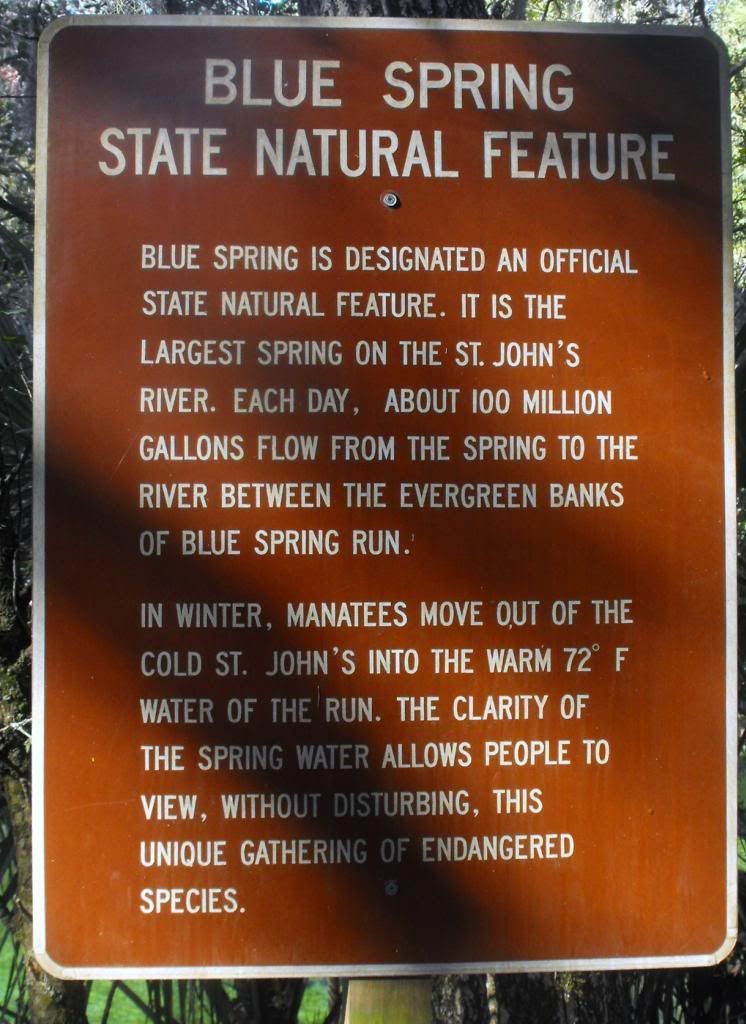 BLUE SPRING
STATE NATURAL FEATURE
BLUE SPRING IS DESIGNATED AN OFFICIAL
STATE NATURAL FEATURE. IT IS THE
LARGEST SPRING ON THE ST. JOHN'S
RIVER. EACH DAY, ABOUT 100 MILLION
GALLONS FLOW FROM THE SPRING TO THE
RIVER BETWEEN THE EVERGREEN BANKS
OF BLUE SPRING RUN.
IN WINTER, MANATEES MOVE OUT OF THE
COLD ST. JOHN'S INTO THE WARM 72° F
WATER OF THE RUN. THE CLARITY OF
THE SPRING WATER ALLOWS PEOPLE TO
VIEW, WITHOUT DISTURBING, THIS
UNIQUE GATHERING OF ENDANGERED
SPECIES.